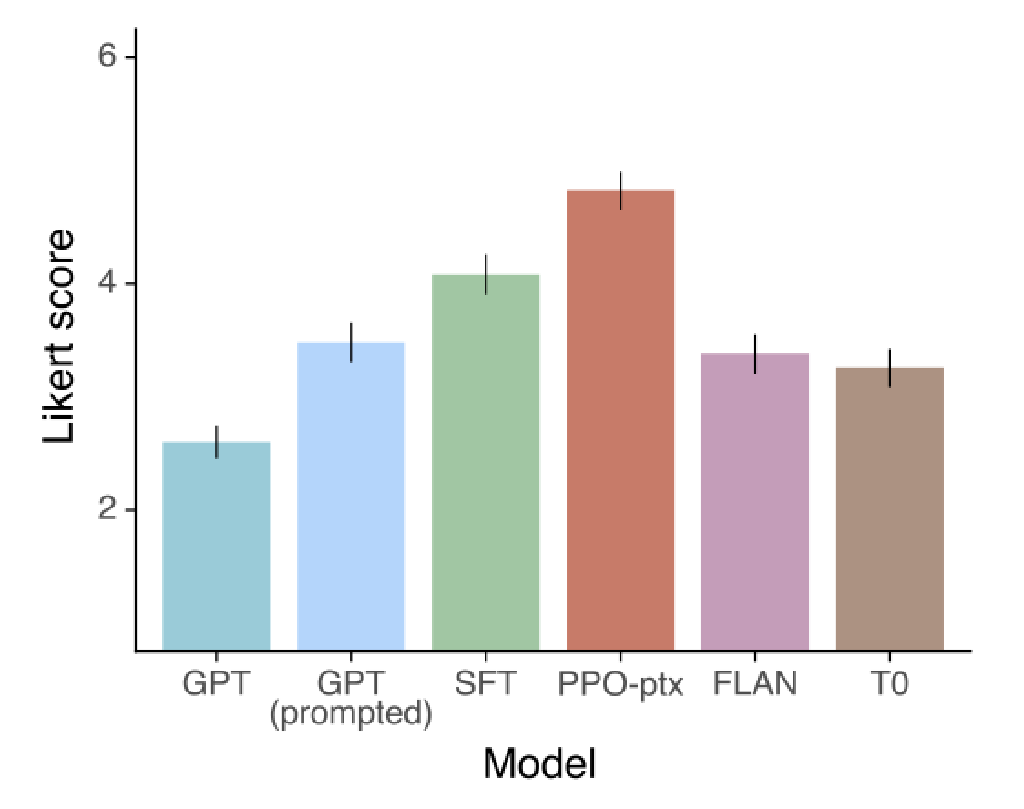 6
4
2
Likert score
GPT
GPT
(prompted)
SFT
PPO-ptx
FLAN
T0
Model